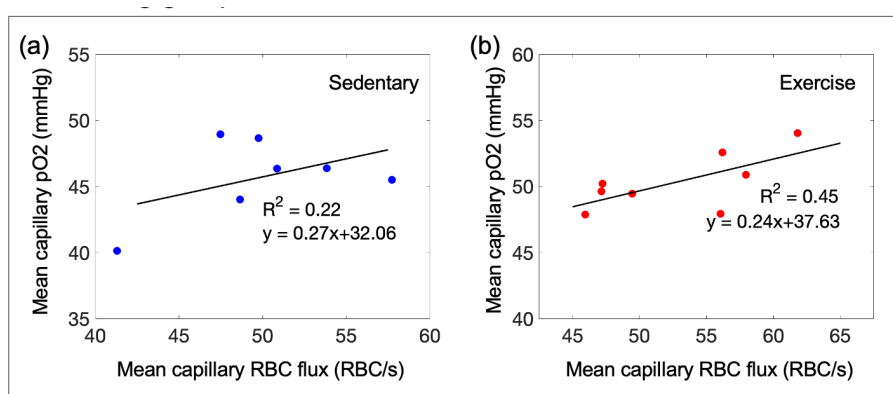 (a)
Sedentary
55
50
45
40
35
Mean capillary pO2 (mmHg)
R² = 0.22
y = 0.27x+32.06
40 45 50 55 60
Mean capillary RBC flux (RBC/s)
(b)
Exercise
60
55
50
45
40
Mean capillary pO2 (mmHg)
R² = 0.45
y = 0.24x+37.63
45 50 55 60 65
Mean capillary RBC flux (RBC/s)